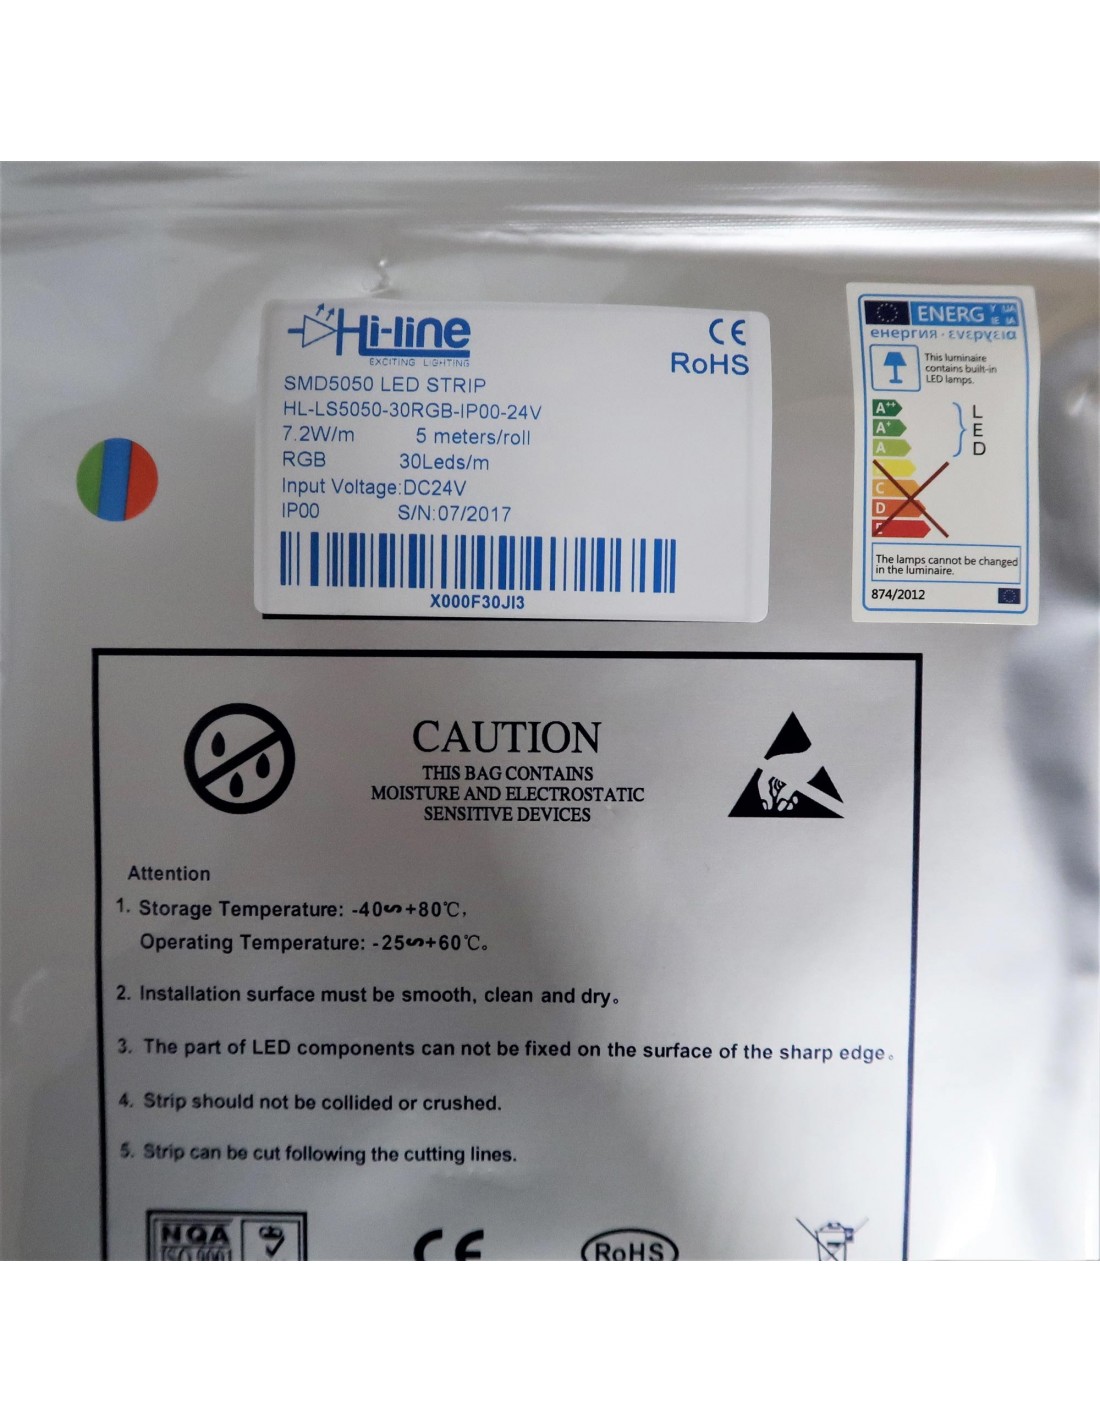 Hi-line
EXCITING LIGHTING
CE
RoHS
SMD5050 LED STRIP
HL-LS5050-30RGB-IP00-24V
7.2W/m 5 meters/roll
RGB 30Leds/m
Input Voltage:DC24V
IP00 S/N:07/2017
X000F30JI3
ENERG Y UA
IE IA
енергия · ενεργεια
This luminaire
contains built-in
LED lamps.
A++
A+
A
C
D
E
L
E
D
The lamps cannot be changed
in the luminaire.
874/2012
CAUTION
THIS BAG CONTAINS
MOISTURE AND ELECTROSTATIC
SENSITIVE DEVICES
Attention
1. Storage Temperature: -40∽+80℃,
Operating Temperature: -25∽+60℃。
2. Installation surface must be smooth, clean and dry。
3. The part of LED components can not be fixed on the surface of the sharp edge。
4. Strip should not be collided or crushed.
5. Strip can be cut following the cutting lines.
NQA
ISO 9001
CE
RoHS